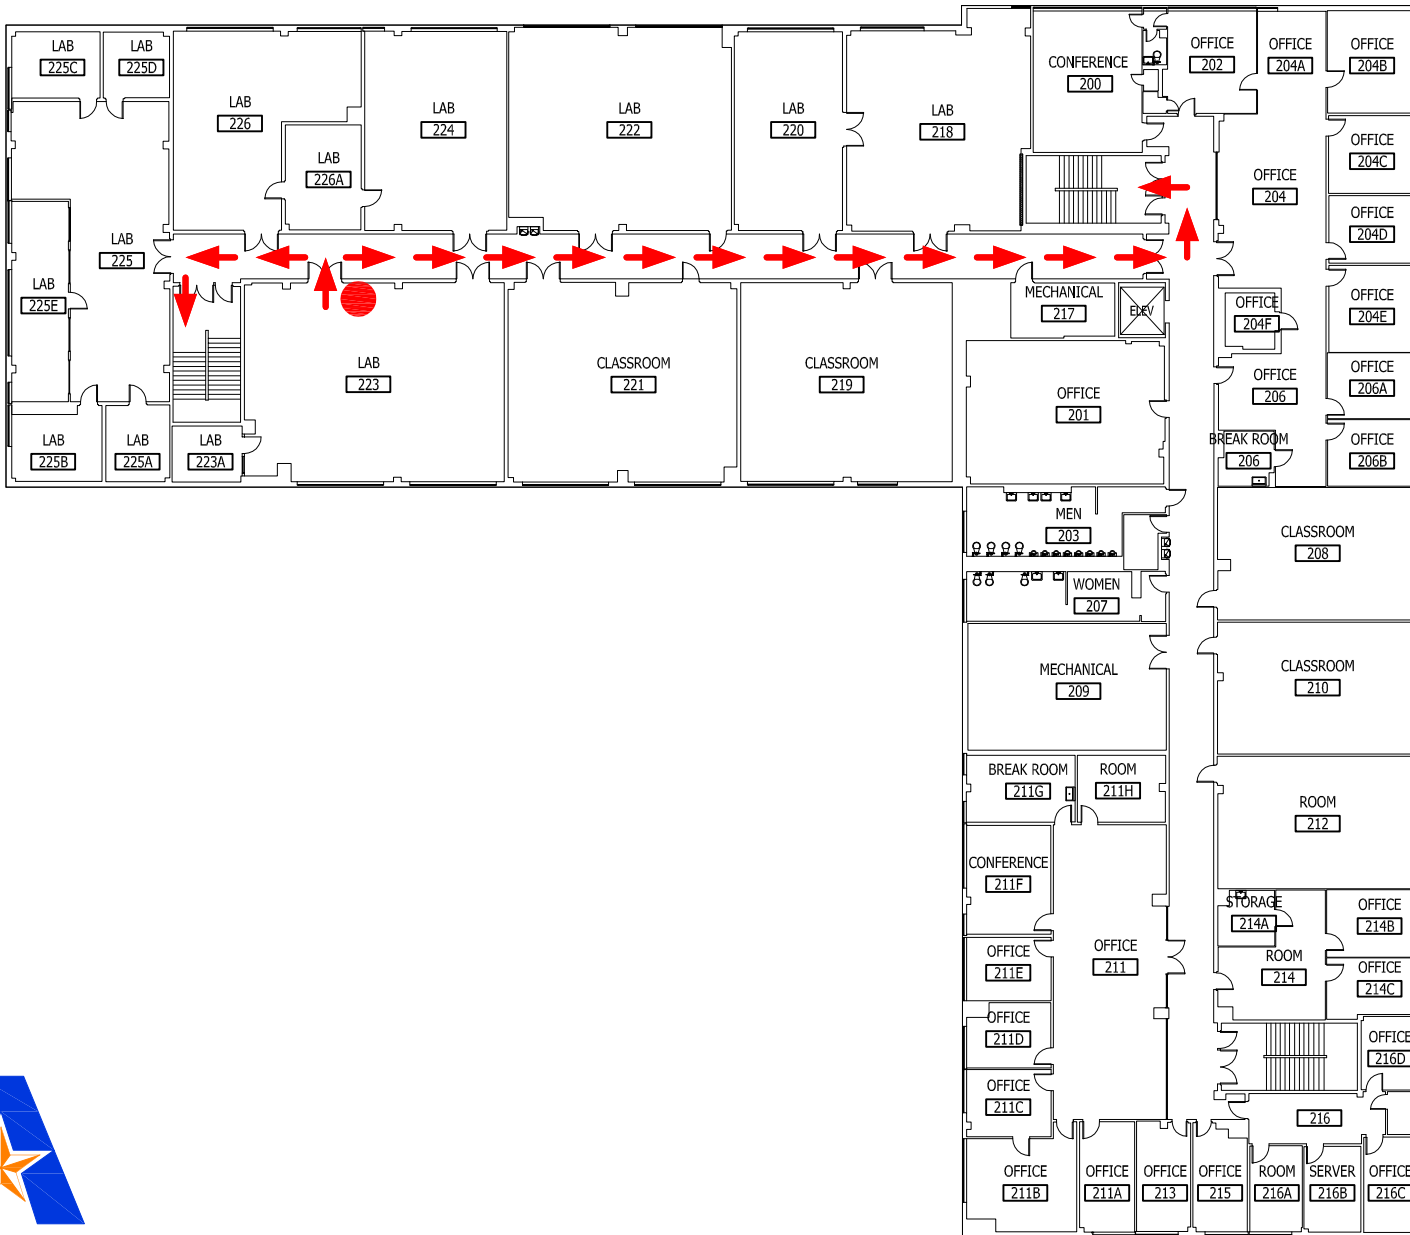 LAB
225C
LAB
225D
LAB
226
LAB
226A
LAB
224
LAB
222
LAB
220
LAB
218
CONFERENCE
200
OFFICE
202
OFFICE
204A
OFFICE
204B
OFFICE
204C
OFFICE
204
OFFICE
204D
LAB
225
LAB
225E
OFFICE
204E
OFFICE
204F
MECHANICAL
217
ELEV
LAB
223
CLASSROOM
221
CLASSROOM
219
OFFICE
201
OFFICE
206
OFFICE
206A
LAB
225B
LAB
225A
LAB
223A
BREAK ROOM
206
OFFICE
206B
MEN
203
CLASSROOM
208
WOMEN
207
MECHANICAL
209
CLASSROOM
210
BREAK ROOM
211G
ROOM
211H
ROOM
212
CONFERENCE
211F
STORAGE
214A
OFFICE
214B
OFFICE
211E
OFFICE
211
ROOM
214
OFFICE
214C
OFFICE
211D
OFFICE
216D
OFFICE
211C
216
OFFICE
211B
OFFICE
211A
OFFICE
213
OFFICE
215
ROOM
216A
SERVER
216B
OFFICE
216C